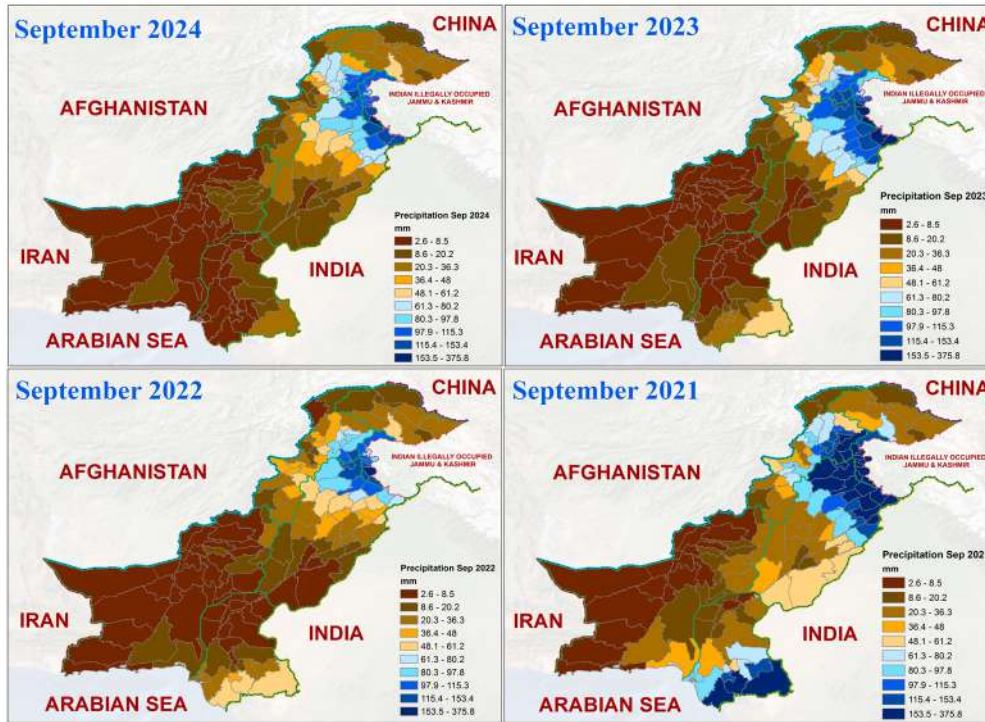 September 2024
CHINA
AFGHANISTAN
INDIAN ILLEGALLY OCCUPIED
JAMMU & KASHMIR
IRAN
INDIA
ARABIAN SEA
Precipitation Sep 2024
mm
2.6 - 8.5
8.6 - 20.2
20.3 - 36.3
36.4 - 48
48.1 - 61.2
61.3 - 80.2
80.3 - 97.8
97.9 - 115.3
115.4 - 153.4
153.5 - 375.8
September 2023
CHINA
AFGHANISTAN
INDIAN ILLEGALLY OCCUPIED
JAMMU & KASHMIR
IRAN
INDIA
ARABIAN SEA
Precipitation Sep 2023
mm
2.6 - 8.5
8.6 - 20.2
20.3 - 36.3
36.4 - 48
48.1 - 61.2
61.3 - 80.2
80.3 - 97.8
97.9 - 115.3
115.4 - 153.4
153.5 - 375.8
September 2022
CHINA
AFGHANISTAN
INDIAN ILLEGALLY OCCUPIED
JAMMU & KASHMIR
IRAN
INDIA
ARABIAN SEA
Precipitation Sep 2022
mm
2.6 - 8.5
8.6 - 20.2
20.3 - 36.3
36.4 - 48
48.1 - 61.2
61.3 - 80.2
80.3 - 97.8
97.9 - 115.3
115.4 - 153.4
153.5 - 375.8
September 2021
CHINA
AFGHANISTAN
INDIAN ILLEGALLY OCCUPIED
JAMMU & KASHMIR
IRAN
INDIA
ARABIAN SEA
Precipitation Sep 202
mm
2.6 - 8.5
8.6 - 20.2
20.3 - 36.3
36.4 - 48
48.1 - 61.2
61.3 - 80.2
80.3 - 97.8
97.9 - 115.3
115.4 - 153.4
153.5 - 375.8